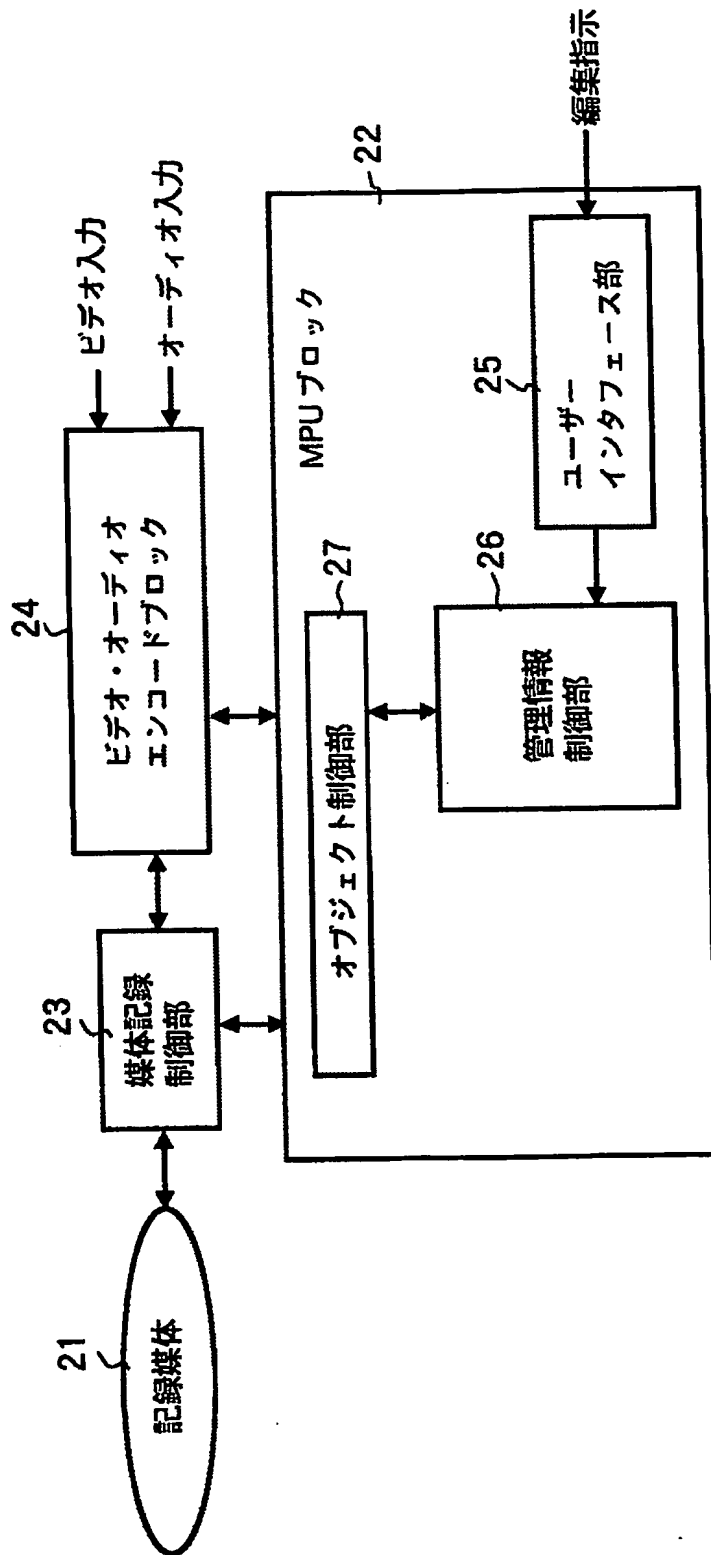 21
記録媒体
23
媒体記録
制御部
24
ビデオ・オーディオ
エンコードブロック
ビデオ入力
オーディオ入力
22
MPUブロック
27
オブジェクト制御部
26
管理情報
制御部
25
ユーザー
インタフェース部
編集指示